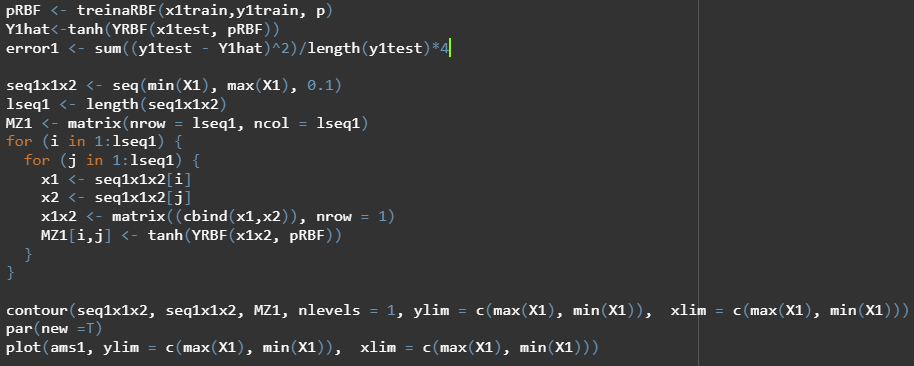 pRBF <- treinaRBF(x1train,y1train, p)
Y1hat<-tanh(YRBF(x1test, pRBF))
error1 <- sum((y1test - Y1hat)^2)/length(y1test)*4

seq1x1x2 <- seq(min(X1), max(X1), 0.1)
lseq1 <- length(seq1x1x2)
MZ1 <- matrix(nrow = lseq1, ncol = lseq1)
for (i in 1:lseq1) {
  for (j in 1:lseq1) {
    x1 <- seq1x1x2[i]
    x2 <- seq1x1x2[j]
    x1x2 <- matrix((cbind(x1,x2)), nrow = 1)
    MZ1[i,j] <- tanh(YRBF(x1x2, pRBF))
  }
}

contour(seq1x1x2, seq1x1x2, MZ1, nlevels = 1, ylim = c(max(X1), min(X1)),  xlim = c(max(X1), min(X1)))
par(new =T)
plot(ams1, ylim = c(max(X1), min(X1)),  xlim = c(max(X1), min(X1)))